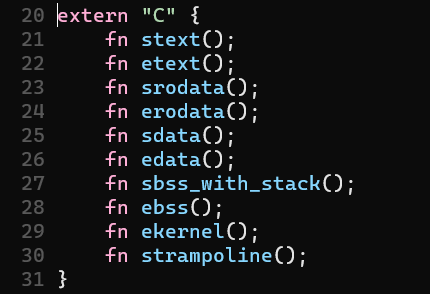 20 extern "C" {
21     fn stext();
22     fn etext();
23     fn srodata();
24     fn erodata();
25     fn sdata();
26     fn edata();
27     fn sbss_with_stack();
28     fn ebss();
29     fn ekernel();
30     fn strampoline();
31 }